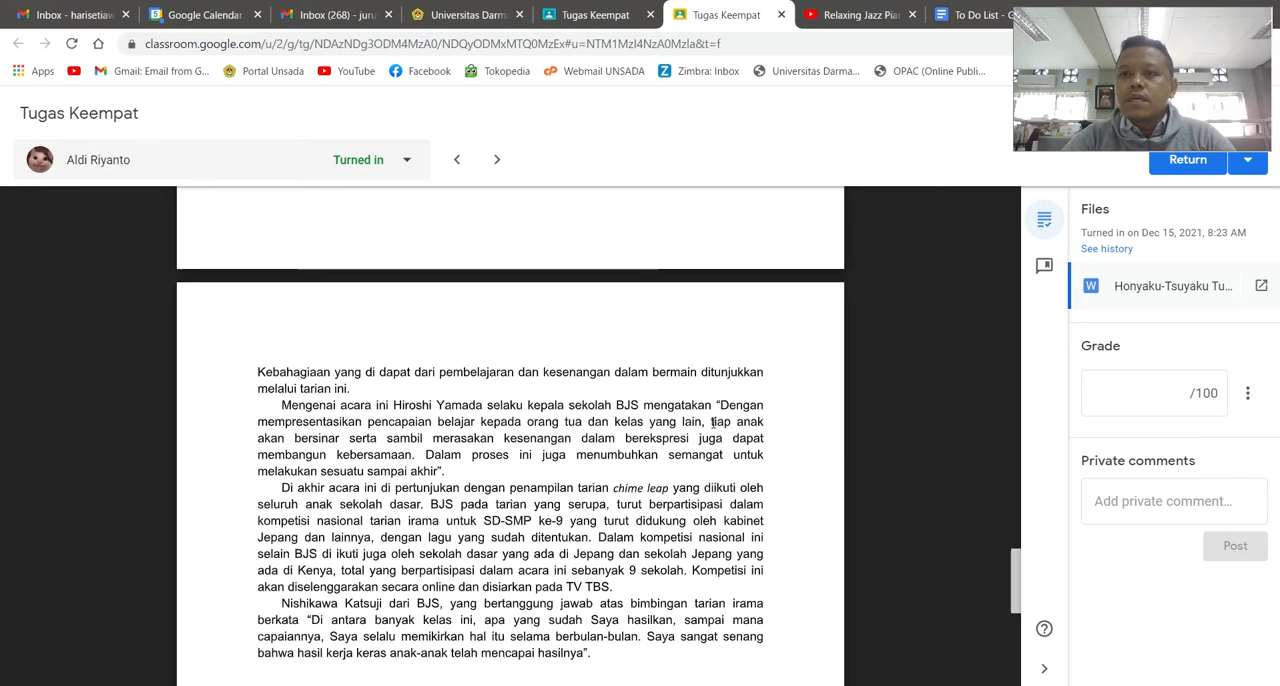 Inbox - harisetiaw
Google Calendar
Inbox (268) - juru
Universitas Darm
Tugas Keempat
Tugas Keempat
Relaxing Jazz Pia
To Do List - G
classroom.google.com/u/2/g/tg/NDAzNDg3ODM4MzA0/NDQyODMxMTQ0MzEx#u=NTM1MzI4NzA0Mzla&t=f
Apps
Gmail: Email from G...
Portal Unsada
YouTube
Facebook
Tokopedia
Webmail UNSADA
Zimbra: Inbox
Universitas Darma...
OPAC (Online Publi...
Tugas Keempat
Aldi Riyanto
Turned in
Return
Kebahagiaan yang di dapat dari pembelajaran dan kesenangan dalam bermain ditunjukkan
melalui tarian ini.
Mengenai acara ini Hiroshi Yamada selaku kepala sekolah BJS mengatakan “Dengan
mempresentasikan pencapaian belajar kepada orang tua dan kelas yang lain, tiap anak
akan bersinar serta sambil merasakan kesenangan dalam berekspresi juga dapat
membangun kebersamaan. Dalam proses ini juga menumbuhkan semangat untuk
melakukan sesuatu sampai akhir”.
Di akhir acara ini di pertunjukan dengan penampilan tarian chime leap yang diikuti oleh
seluruh anak sekolah dasar. BJS pada tarian yang serupa, turut berpartisipasi dalam
kompetisi nasional tarian irama untuk SD-SMP ke-9 yang turut didukung oleh kabinet
Jepang dan lainnya, dengan lagu yang sudah ditentukan. Dalam kompetisi nasional ini
selain BJS di ikuti juga oleh sekolah dasar yang ada di Jepang dan sekolah Jepang yang
ada di Kenya, total yang berpartisipasi dalam acara ini sebanyak 9 sekolah. Kompetisi ini
akan diselenggarakan secara online dan disiarkan pada TV TBS.
Nishikawa Katsuji dari BJS, yang bertanggung jawab atas bimbingan tarian irama
berkata “Di antara banyak kelas ini, apa yang sudah Saya hasilkan, sampai mana
capaiannya, Saya selalu memikirkan hal itu selama berbulan-bulan. Saya sangat senang
bahwa hasil kerja keras anak-anak telah mencapai hasilnya”.
Files
Turned in on Dec 15, 2021, 8:23 AM
See history
W
Honyaku-Tsuyaku Tu...
Grade
/100
Private comments
Add private comment...
Post